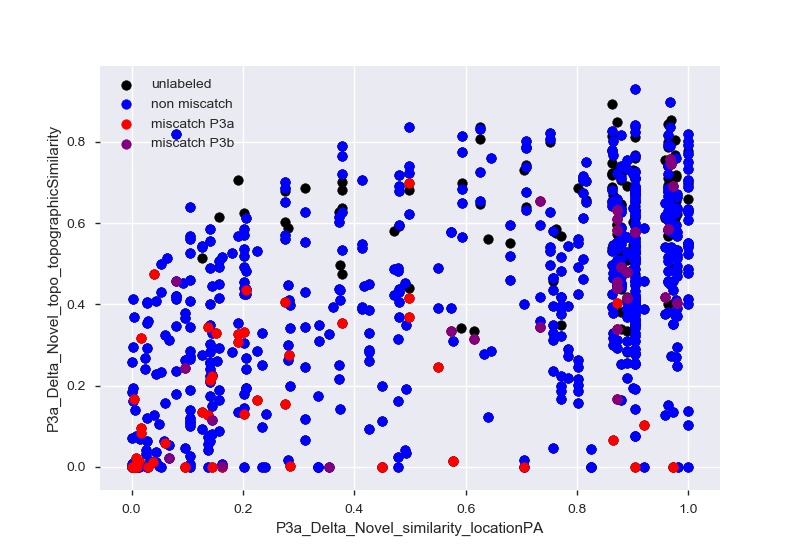 unlabeled
non miscatch
miscatch P3a
miscatch P3b
P3a_Delta_Novel_topo_topographicSimilarity
0.8
0.6
0.4
0.2
0.0
0.0
0.2
0.4
0.6
0.8
1.0
P3a_Delta_Novel_similarity_locationPA